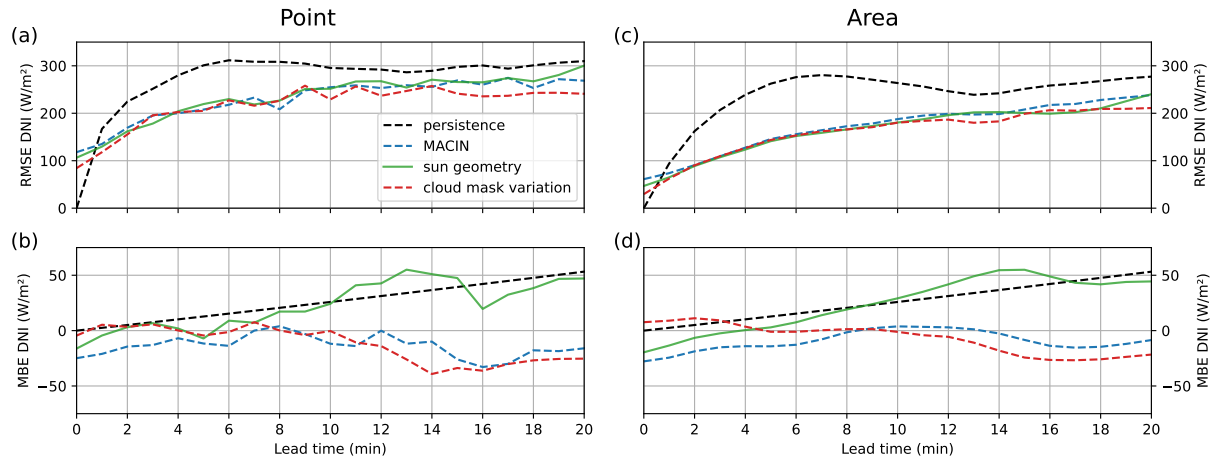 Point
Area
(a)
(c)
300
200
100
0
RMSE DNI (W/m²)
persistence
MACIN
sun geometry
cloud mask variation
300
200
100
0
RMSE DNI (W/m²)
(b)
(d)
50
0
−50
MBE DNI (W/m²)
50
0
−50
MBE DNI (W/m²)
0 2 4 6 8 10 12 14 16 18 20
Lead time (min)
0 2 4 6 8 10 12 14 16 18 20
Lead time (min)